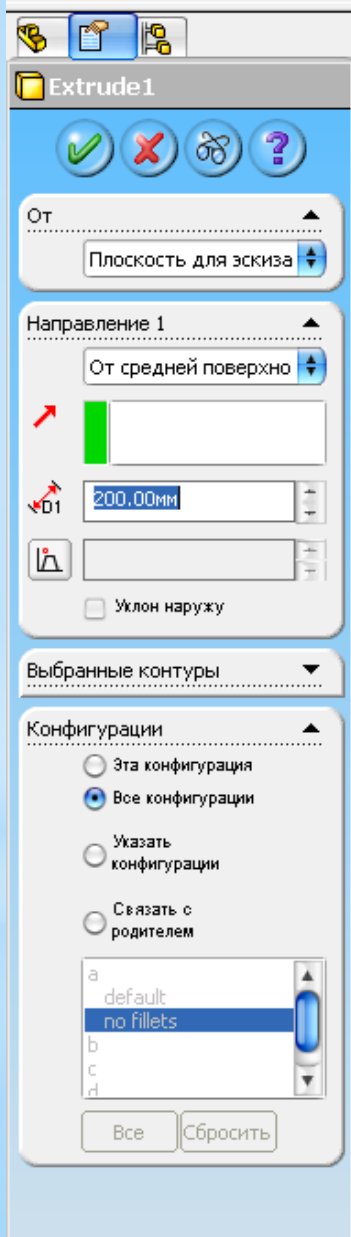 Extrude1
?
От
Плоскость для эскиза
Направление 1
От средней поверхно
D1
200.00мм
Уклон наружу
Выбранные контуры
Конфигурации
Эта конфигурация
Все конфигурации
Указать
конфигурации
Связать с
родителем
a
default
no fillets
b
c
d
Все
Сбросить